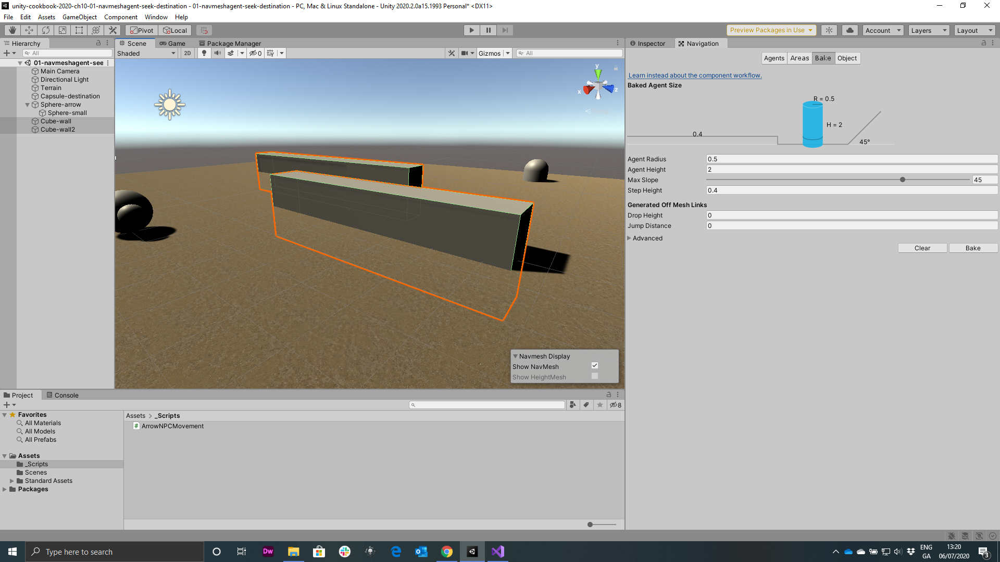 unity-cookbook-2020-ch10-01-navmeshagent-seek-destination - 01-navmeshagent-seek-destination - PC, Mac & Linux Standalone - Unity 2020.2.0a15.1993 Personal* <DX11>
File Edit Assets GameObject Component Window Help
Pivot Local Preview Packages in Use Account Layers Layout
Hierarchy
All
01-navmeshagent-see
Main Camera
Directional Light
Terrain
Capsule-destination
Sphere-arrow
Sphere-small
Cube-wall
Cube-wall2
Scene Game Package Manager
Shaded 2D 0 Gizmos All
y
x
z
Navmesh Display
Show NavMesh
Show HeightMesh
Inspector Navigation
Agents Areas Bake Object
Learn instead about the component workflow.
Baked Agent Size
R = 0.5
H = 2
0.4
45°
Agent Radius 0.5
Agent Height 2
Max Slope 45
Step Height 0.4
Generated Off Mesh Links
Drop Height 0
Jump Distance 0
Advanced
Clear Bake
Project Console
8
Favorites
All Materials
All Models
All Prefabs
Assets
_Scripts
Scenes
Standard Assets
Packages
Assets > _Scripts
# ArrowNPCMovement
Type here to search
Dw
ENG
GA
13:20
06/07/2020
3